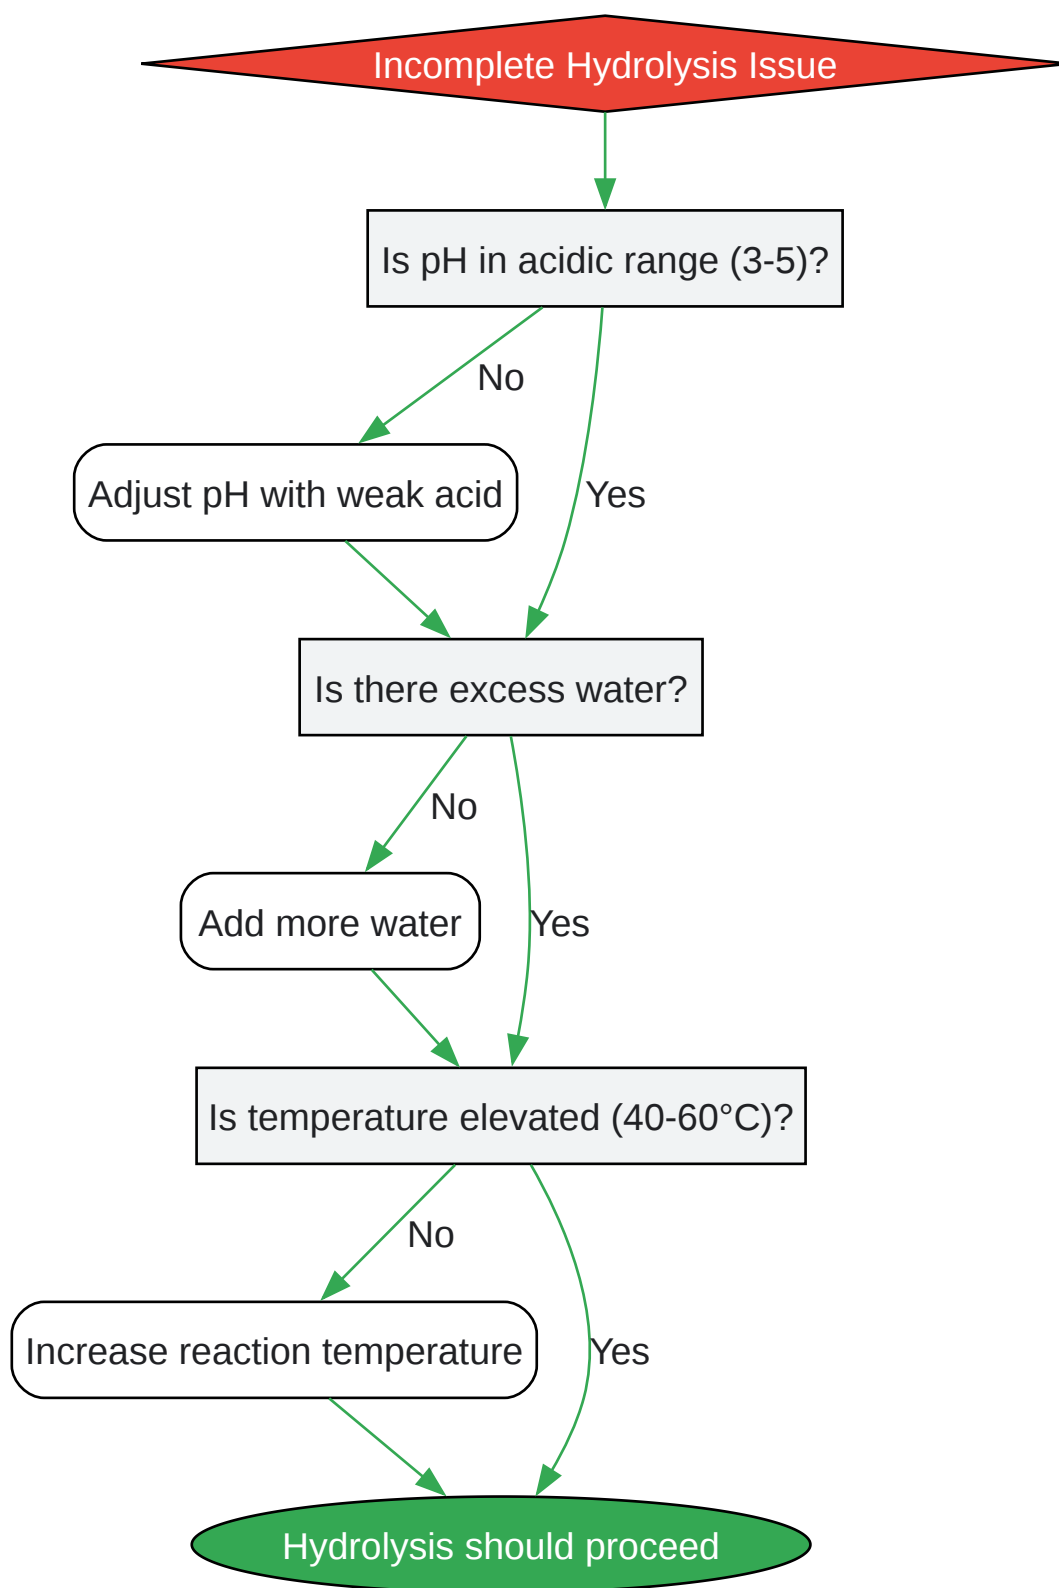 Incomplete Hydrolysis Issue
Is pH in acidic range (3-5)?
No
Adjust pH with weak acid
Yes
Is there excess water?
No
Add more water
Yes
Is temperature elevated (40-60°C)?
No
Increase reaction temperature
Yes
Hydrolysis should proceed